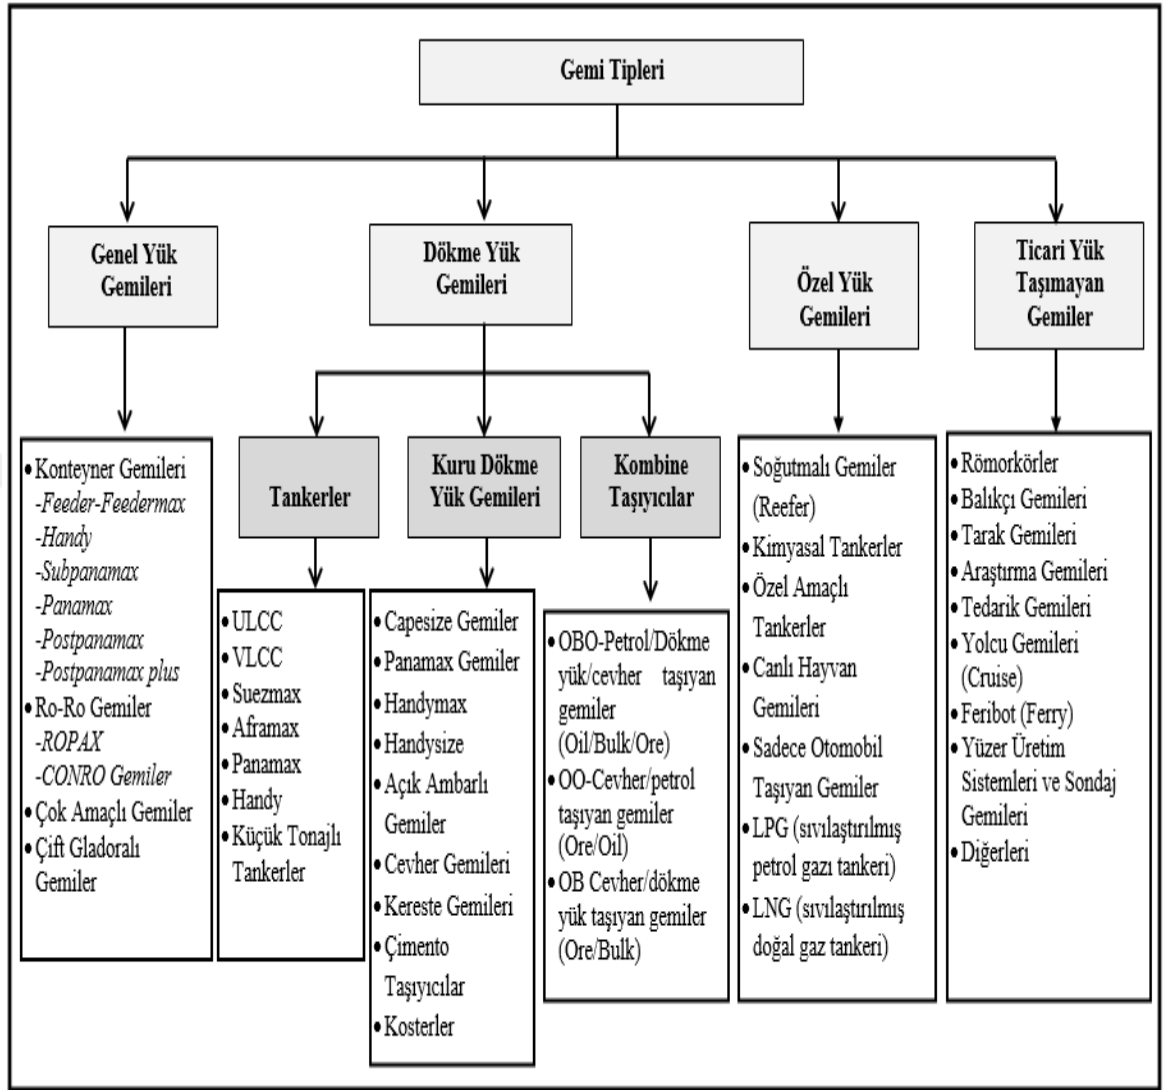 Gemi Tipleri
Genel Yük
Gemileri
Dökme Yük
Gemileri
Özel Yük
Gemileri
Ticari Yük
Taşımayan
Gemiler
Tankerler
Kuru Dökme
Yük Gemileri
Kombine
Taşıyıcılar
• Konteyner Gemileri
-Feeder-Feedermax
-Handy
-Subpanamax
-Panamax
-Postpanamax
-Postpanamax plus
• Ro-Ro Gemiler
-ROPAX
-CONRO Gemiler
• Çok Amaçlı Gemiler
• Çift Gladoralı
Gemiler
• ULCC
• VLCC
• Suezmax
• Aframax
• Panamax
• Handy
• Küçük Tonajlı
Tankerler
• Capesize Gemiler
• Panamax Gemiler
• Handymax
• Handysize
• Açık Ambarlı
Gemiler
• Cevher Gemileri
• Kereste Gemileri
• Çimento
Taşıyıcılar
• Kosterler
• OBO-Petrol/Dökme
yük/cevher taşıyan
gemiler
(Oil/Bulk/Ore)
• OO-Cevher/petrol
taşıyan gemiler
(Ore/Oil)
• OB Cevher/dökme
yük taşıyan gemiler
(Ore/Bulk)
• Soğutmalı Gemiler
(Reefer)
• Kimyasal Tankerler
• Özel Amaçlı
Tankerler
• Canlı Hayvan
Gemileri
• Sadece Otomobil
Taşıyan Gemiler
• LPG (sıvılaştırılmış
petrol gazı tankeri)
• LNG (sıvılaştırılmış
doğal gaz tankeri)
• Römorkörler
• Balıkçı Gemileri
• Tarak Gemileri
• Araştırma Gemileri
• Tedarik Gemileri
• Yolcu Gemileri
(Cruise)
• Feribot (Ferry)
• Yüzer Üretim
Sistemleri ve Sondaj
Gemileri
• Diğerleri